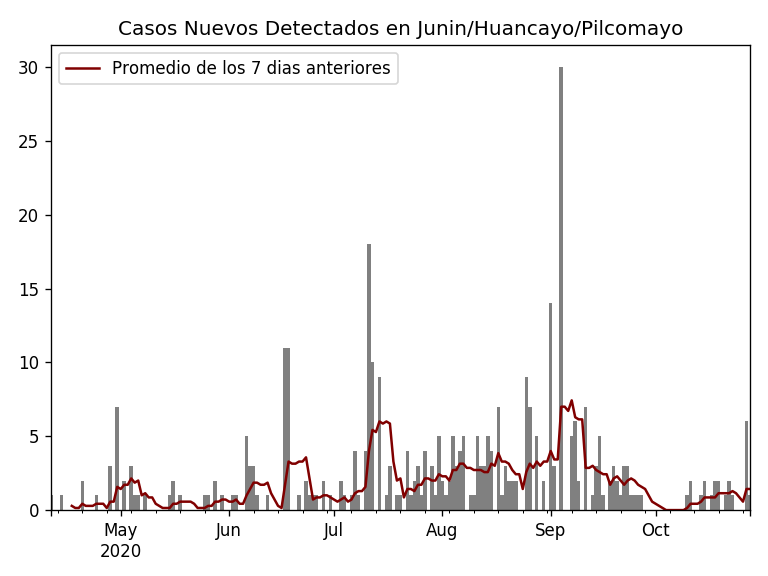 Casos Nuevos Detectados en Junin/Huancayo/Pilcomayo
Promedio de los 7 dias anteriores
30
25
20
15
10
5
0
May Jun Jul Aug Sep Oct
2020